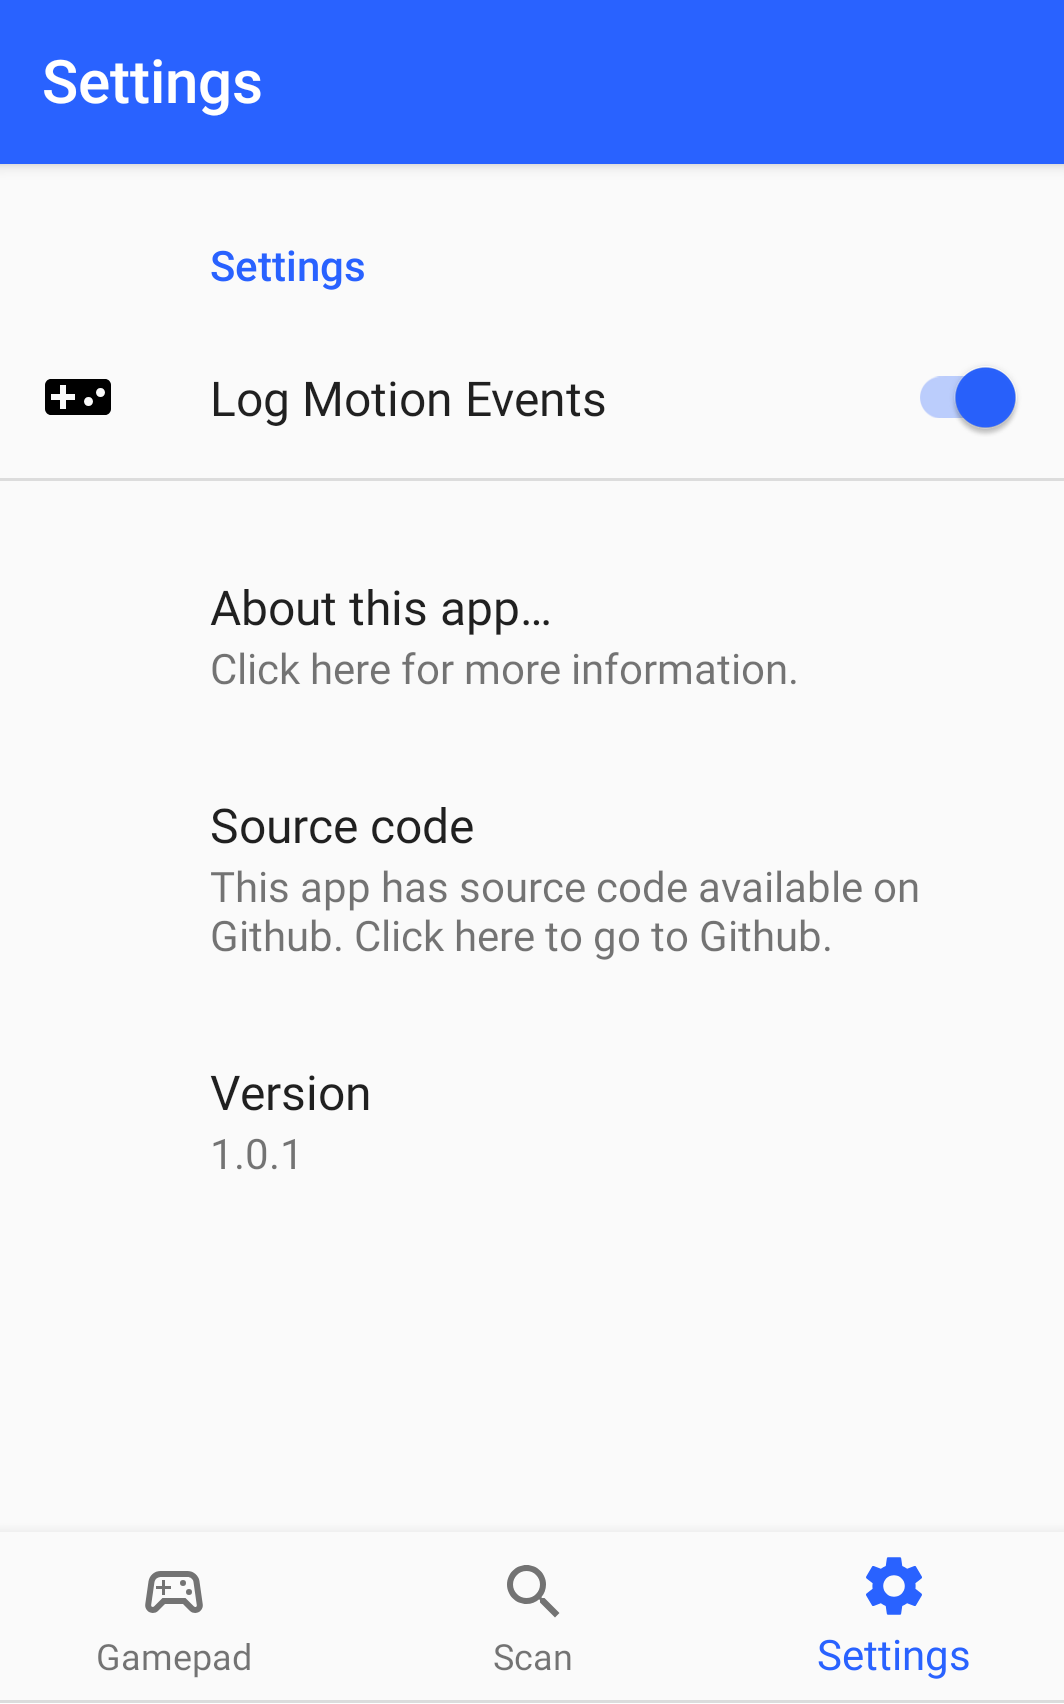 Settings
Settings
Log Motion Events
About this app...
Click here for more information.
Source code
This app has source code available on
Github. Click here to go to Github.
Version
1.0.1
Gamepad
Scan
Settings